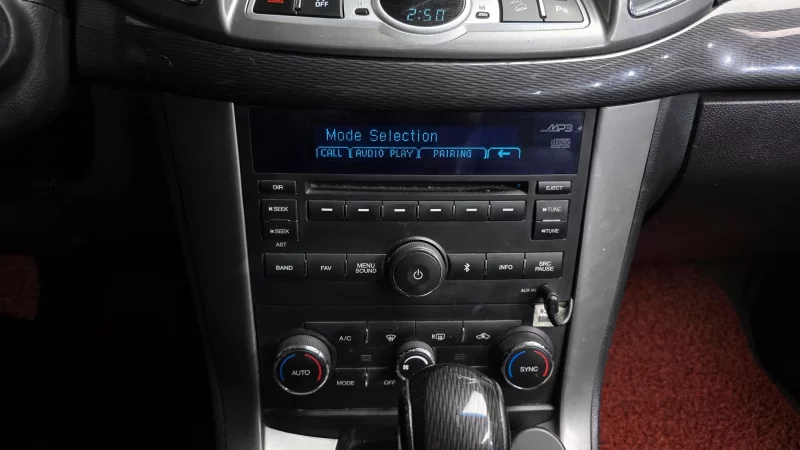 OFF
2:50
Mode Selection
MP3
CALL AUDIO PLAY PAIRING
DIR
EJECT
SEEK
TUNE
SEEK
TUNE
AST
BAND FAV MENU SOUND INFO SRC PAUSE
AUX IN
A/C R
AUTO SYNC
MODE OFF